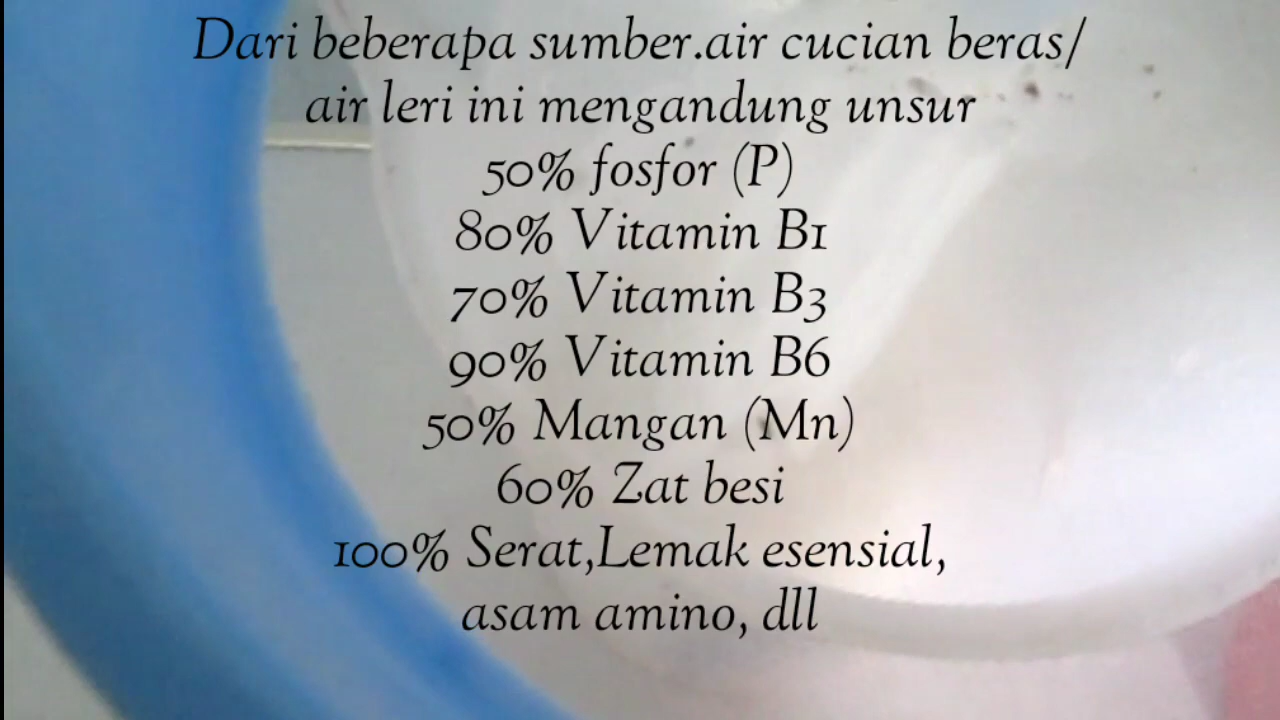 Dari beberapa sumber.air cucian beras/
air leri ini mengandung unsur
50% fosfor (P)
80% Vitamin B1
70% Vitamin B3
90% Vitamin B6
50% Mangan (Mn)
60% Zat besi
100% Serat,Lemak esensial,
asam amino, dll